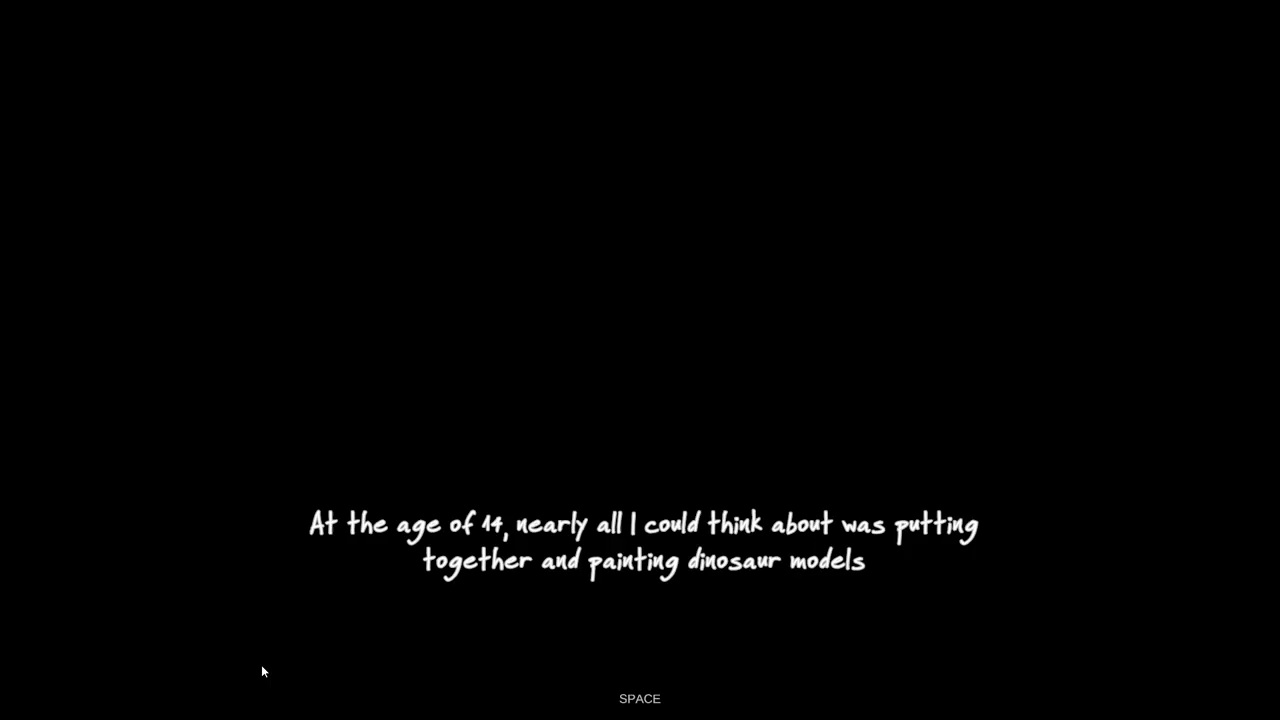 At the age of 14, nearly all I could think about was putting
together and painting dinosaur models
SPACE